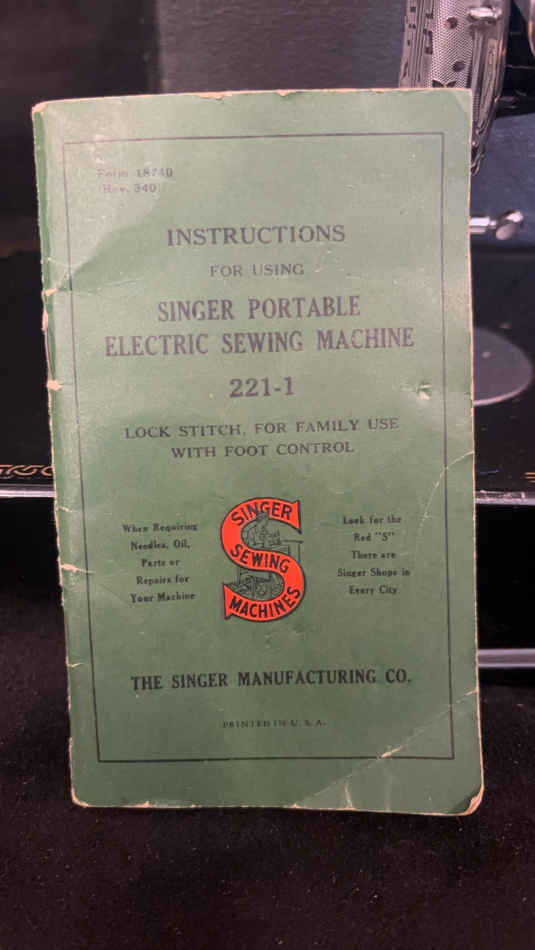 Form 18740
(Rev. 340)
INSTRUCTIONS
FOR USING
SINGER PORTABLE
ELECTRIC SEWING MACHINE
221-1
LOCK STITCH, FOR FAMILY USE
WITH FOOT CONTROL
When Requiring
Needles, Oil,
Parts or
Repairs for
Your Machine
SINGER
SEWING
MACHINES
Look for the
Red "S"
There are
Singer Shops in
Every City
THE SINGER MANUFACTURING CO.
PRINTED IN U. S. A.